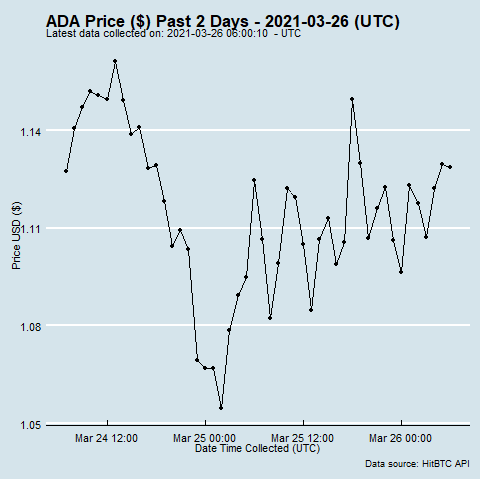 ADA Price ($) Past 2 Days - 2021-03-26 (UTC)
Latest data collected on: 2021-03-26 06:00:10  - UTC
Price USD ($)
1.14
1.11
1.08
1.05
Mar 24 12:00
Mar 25 00:00
Mar 25 12:00
Mar 26 00:00
Date Time Collected (UTC)
Data source: HitBTC API